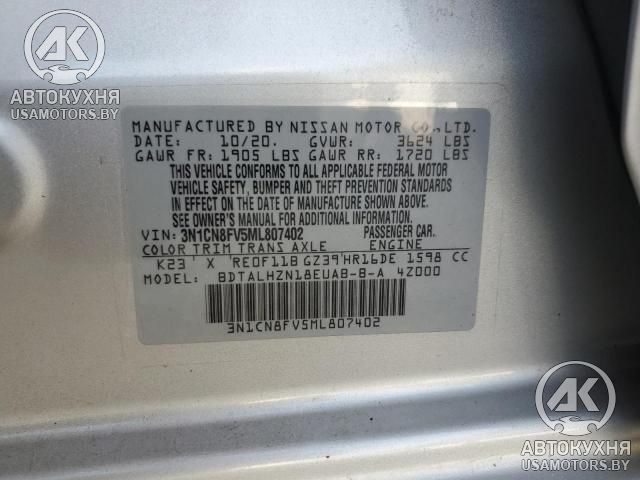 AK
АВТОКУХНЯ
USAMOTORS.BY
MANUFACTURED BY NISSAN MOTOR CO., LTD.
DATE: 10/20. GVWR: 3624 LBS
GAWR FR: 1905 LBS GAWR RR: 1720 LBS
THIS VEHICLE CONFORMS TO ALL APPLICABLE FEDERAL MOTOR
VEHICLE SAFETY, BUMPER AND THEFT PREVENTION STANDARDS
IN EFFECT ON THE DATE OF MANUFACTURE SHOWN ABOVE.
SEE OWNER'S MANUAL FOR ADDITIONAL INFORMATION.
VIN: 3N1CN8FV5ML807402 PASSENGER CAR.
COLOR TRIM TRANS AXLE ENGINE
K23 X RE0F11B GZ39 HR16DE 1598 CC
MODEL: BDTALHZN18EUAB-B-A 4Z000
3N1CN8FV5ML807402
AK
АВТОКУХНЯ
USAMOTORS.BY